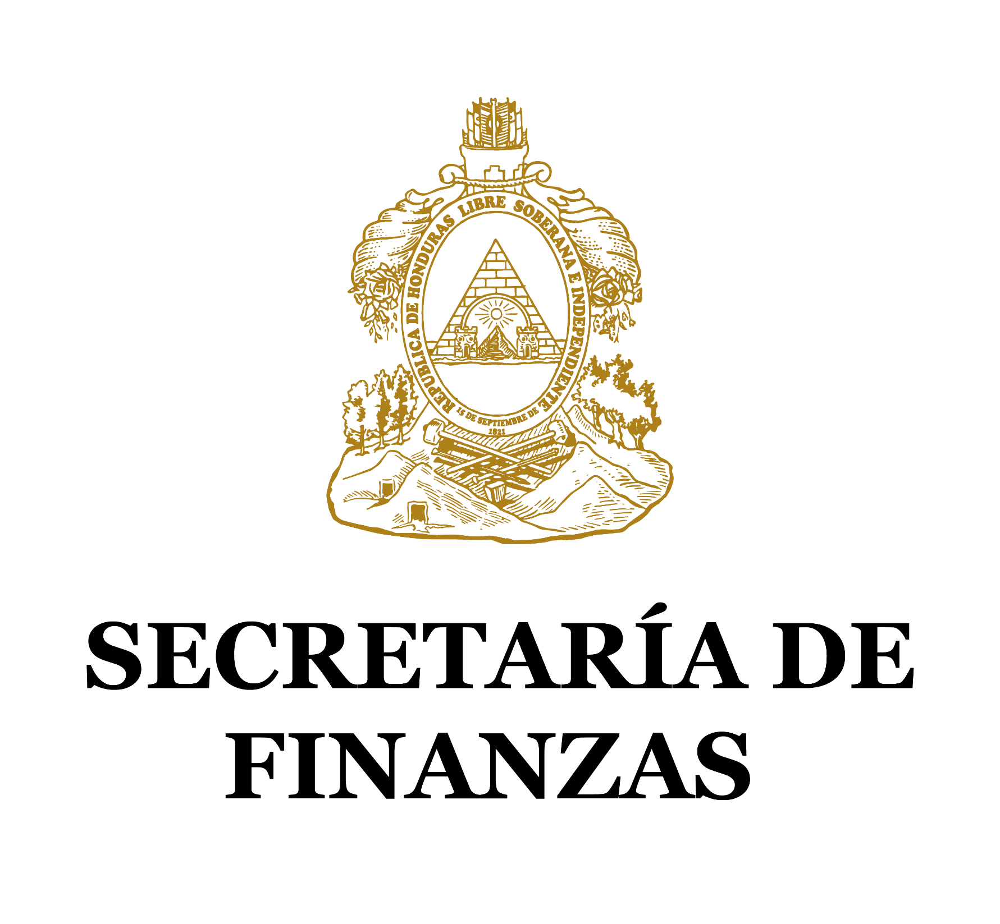 REPUBLICA DE HONDURAS LIBRE SOBERANA E INDEPENDIENTE
15 DE SEPTIEMBRE DE
1821
SECRETARÍA DE
FINANZAS